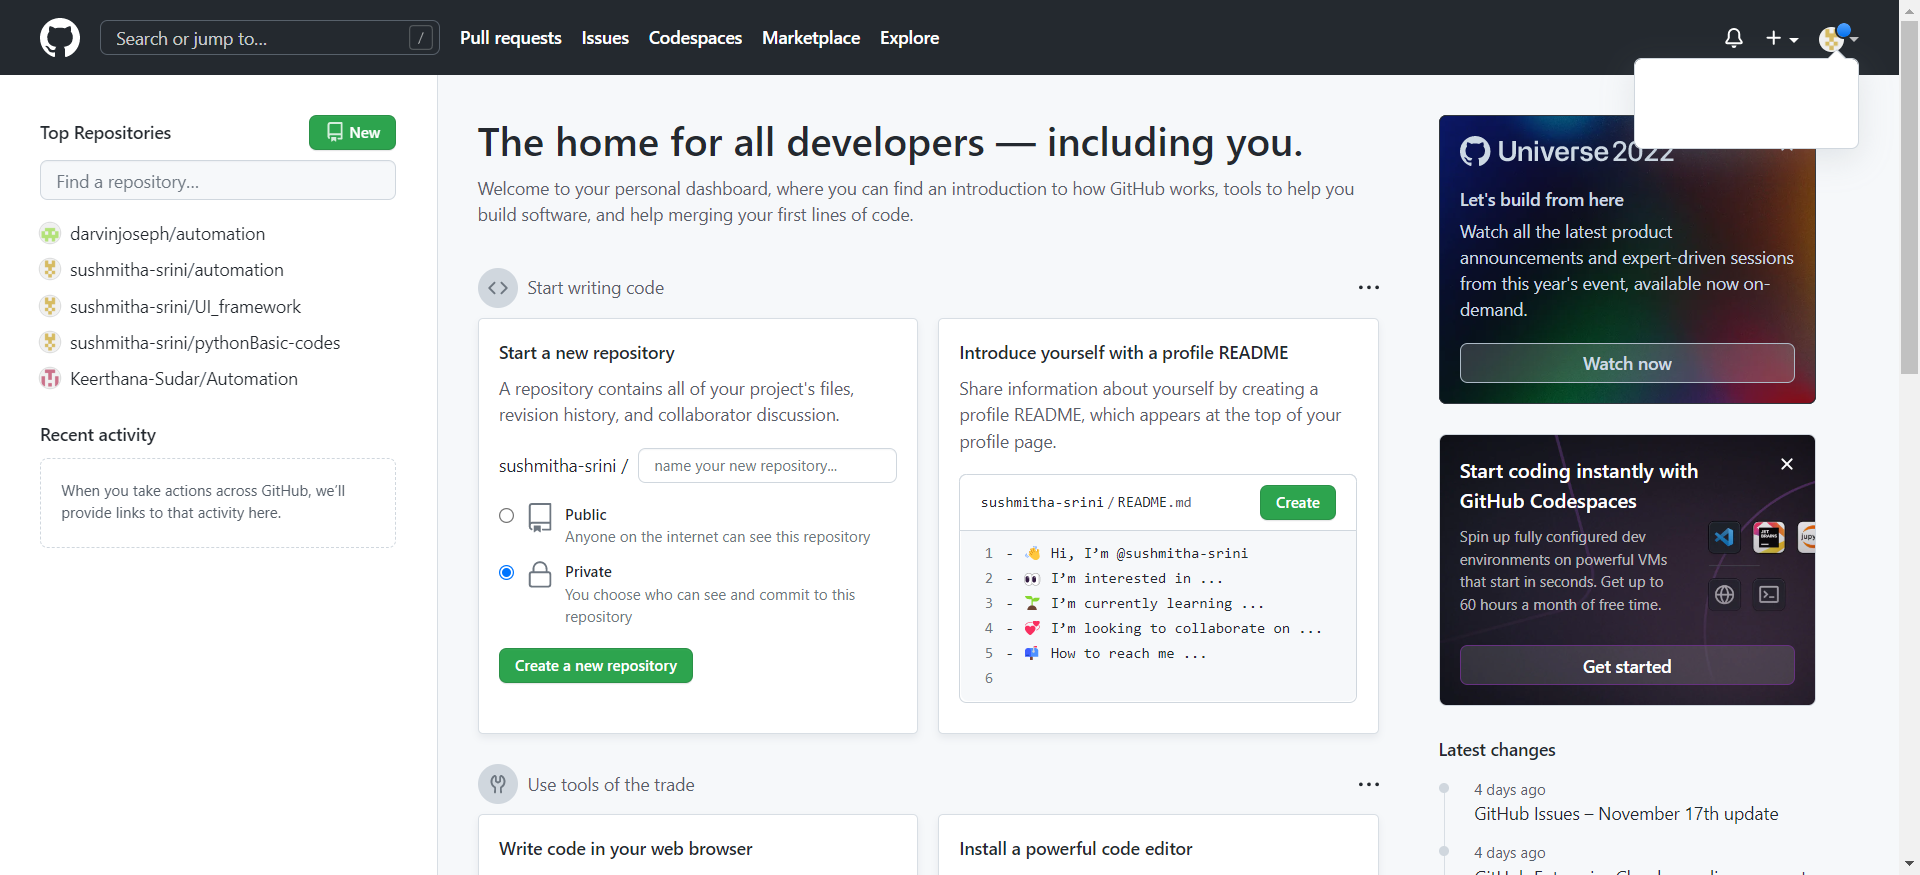 Search or jump to...
/
Pull requests
Issues
Codespaces
Marketplace
Explore
Top Repositories
New
Find a repository...
darvinjoseph/automation
sushmitha-srini/automation
sushmitha-srini/UI_framework
sushmitha-srini/pythonBasic-codes
Keerthana-Sudar/Automation
Recent activity
When you take actions across GitHub, we'll
provide links to that activity here.
The home for all developers — including you.
Welcome to your personal dashboard, where you can find an introduction to how GitHub works, tools to help you
build software, and help merging your first lines of code.
Start writing code
Start a new repository
A repository contains all of your project's files,
revision history, and collaborator discussion.
sushmitha-srini /
name your new repository...
Public
Anyone on the internet can see this repository
Private
You choose who can see and commit to this
repository
Create a new repository
Introduce yourself with a profile README
Share information about yourself by creating a
profile README, which appears at the top of your
profile page.
sushmitha-srini / README.md
Create
1 - 👋 Hi, I'm @sushmitha-srini
2 - 👀 I'm interested in ...
3 - 🌱 I'm currently learning ...
4 - 💞️ I'm looking to collaborate on ...
5 - 📫 How to reach me ...
6
Use tools of the trade
Write code in your web browser
Install a powerful code editor
Universe 2022
Let's build from here
Watch all the latest product
announcements and expert-driven sessions
from this year's event, available now on-
demand.
Watch now
Start coding instantly with
GitHub Codespaces
Spin up fully configured dev
environments on powerful VMs
that start in seconds. Get up to
60 hours a month of free time.
JET
BRAINS
Get started
Latest changes
4 days ago
GitHub Issues – November 17th update
4 days ago